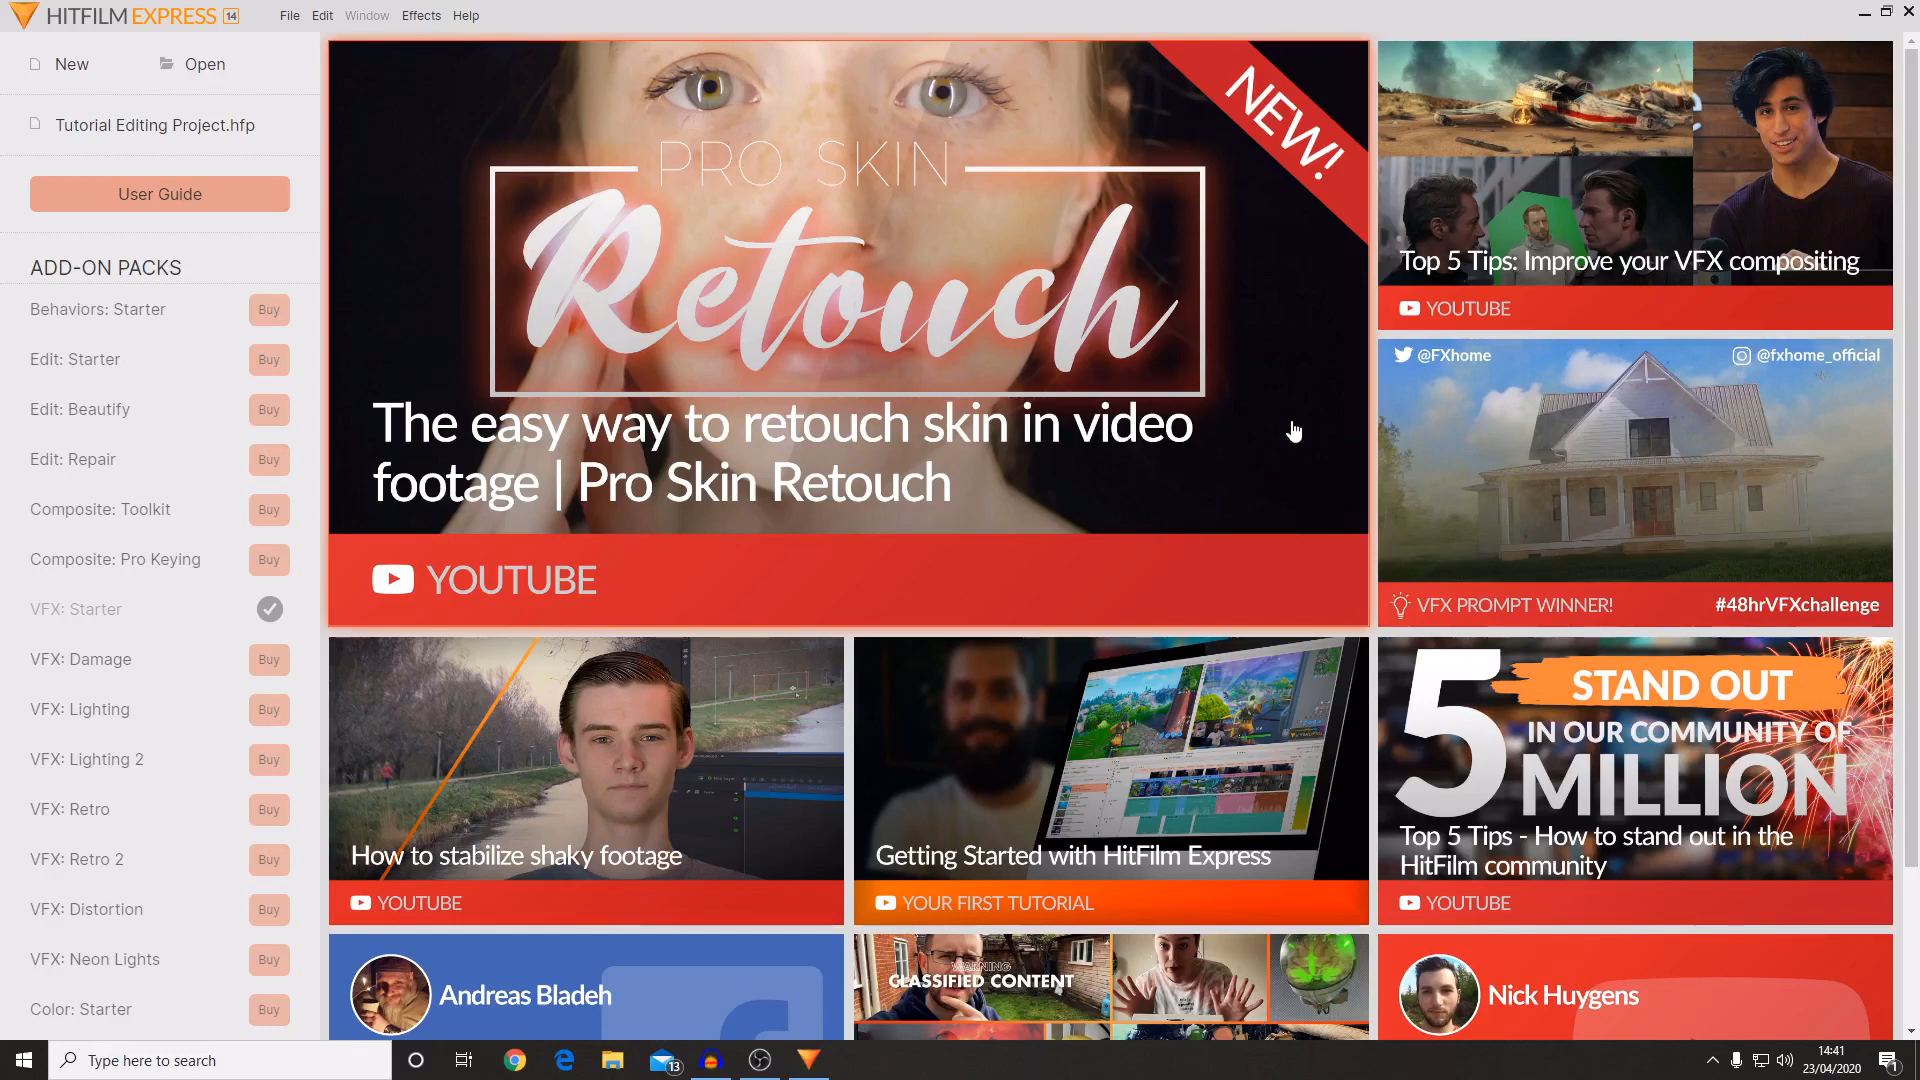 HITFILM EXPRESS 14
File Edit Window Effects Help
New Open
Tutorial Editing Project.hfp
User Guide
ADD-ON PACKS
Behaviors: Starter Buy
Edit: Starter Buy
Edit: Beautify Buy
Edit: Repair Buy
Composite: Toolkit Buy
Composite: Pro Keying Buy
VFX: Starter
VFX: Damage Buy
VFX: Lighting Buy
VFX: Lighting 2 Buy
VFX: Retro Buy
VFX: Retro 2 Buy
VFX: Distortion Buy
VFX: Neon Lights Buy
Color: Starter Buy
NEW!
PRO SKIN
Retouch
The easy way to retouch skin in video
footage | Pro Skin Retouch
YOUTUBE
Top 5 Tips: Improve your VFX compositing
YOUTUBE
@FXhome @fxhome_official
VFX PROMPT WINNER! #48hrVFXchallenge
How to stabilize shaky footage
YOUTUBE
Getting Started with HitFilm Express
YOUR FIRST TUTORIAL
5 STAND OUT
IN OUR COMMUNITY OF
MILLION
Top 5 Tips - How to stand out in the
HitFilm community
YOUTUBE
Andreas Bladeh
WARNING
CLASSIFIED CONTENT
Nick Huygens
Type here to search
13
14:41
23/04/2020
1